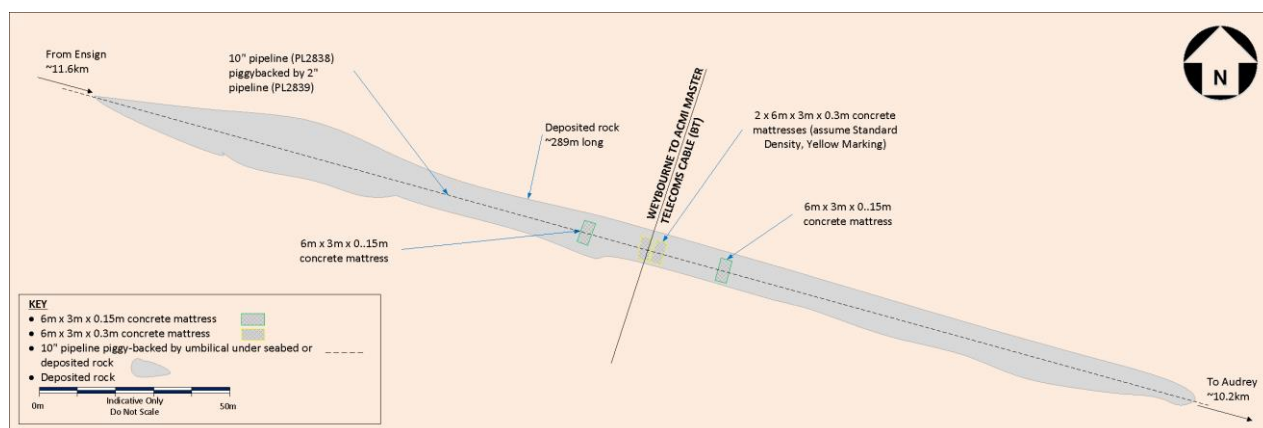 From Ensign
~11.6km
10" pipeline (PL2838)
piggybacked by 2"
pipeline (PL2839)
Deposited rock
~289m long
WEYBOURNE TO ACMI MASTER
TELECOMS CABLE (BT)
2 x 6m x 3m x 0.3m concrete
mattresses (assume Standard
Density, Yellow Marking)
N
6m x 3m x 0..15m
concrete mattress
6m x 3m x 0..15m
concrete mattress
KEY
• 6m x 3m x 0.15m concrete mattress
• 6m x 3m x 0.3m concrete mattress
• 10" pipeline piggy-backed by umbilical under seabed or
deposited rock
• Deposited rock
0m
Indicative Only
Do Not Scale
50m
To Audrey
~10.2km